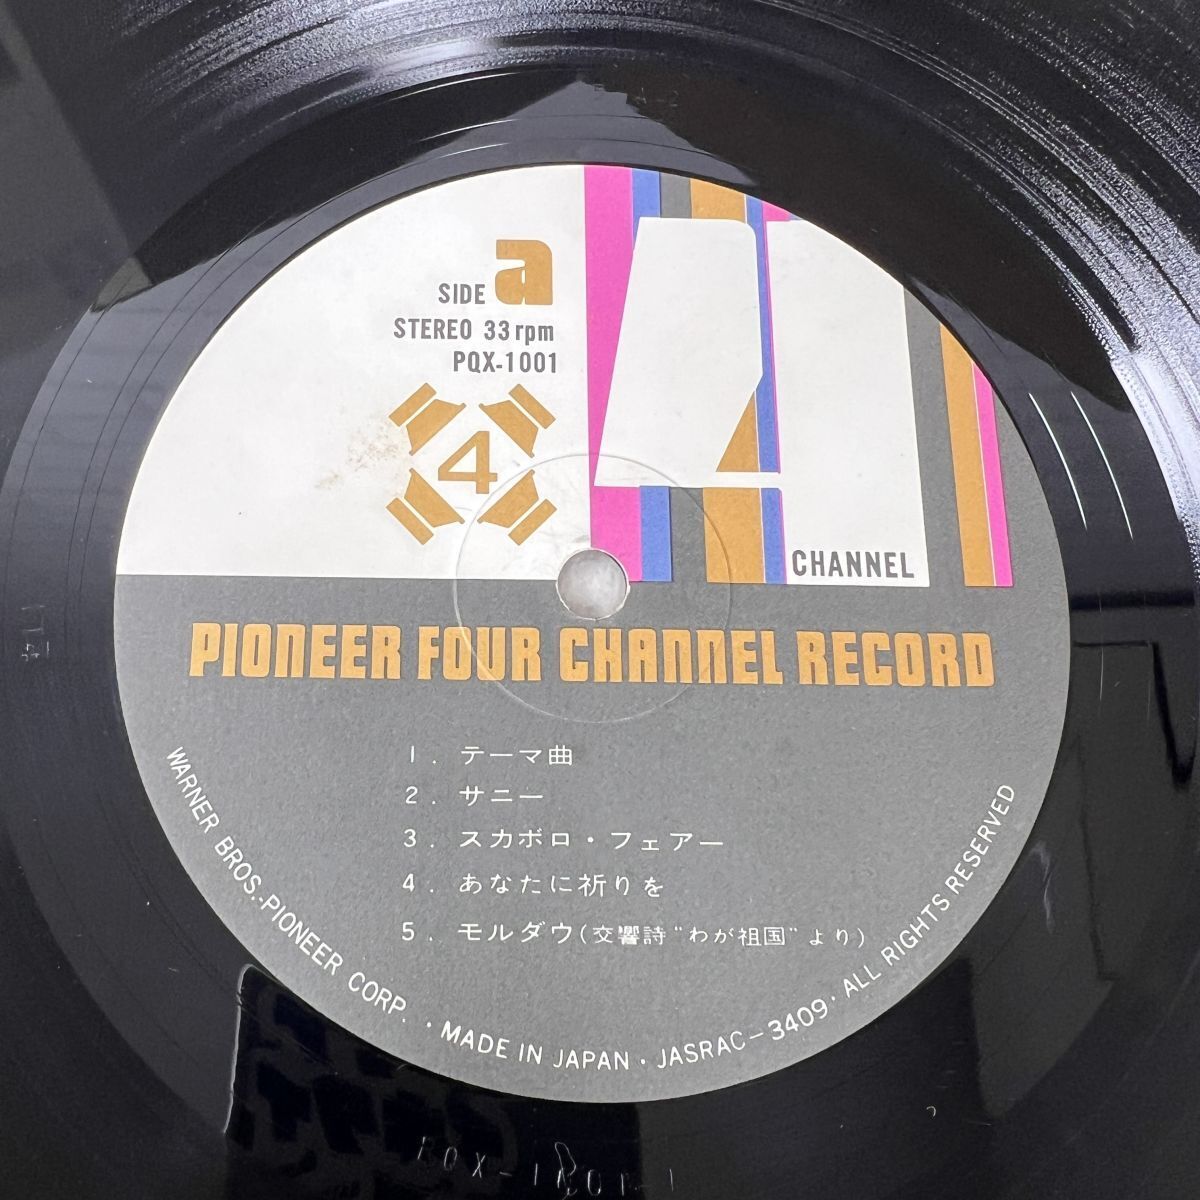 SIDE a
STEREO 33 rpm
PQX-1001
4
4
CHANNEL
PIONEER FOUR CHANNEL RECORD
1. テーマ曲
2. サニー
3. スカボロ・フェアー
4. あなたに祈りを
5. モルダウ(交響詩“わが祖国”より)
WARNER BROS.-PIONEER CORP. · MADE IN JAPAN · JASRAC-3409 · ALL RIGHTS RESERVED